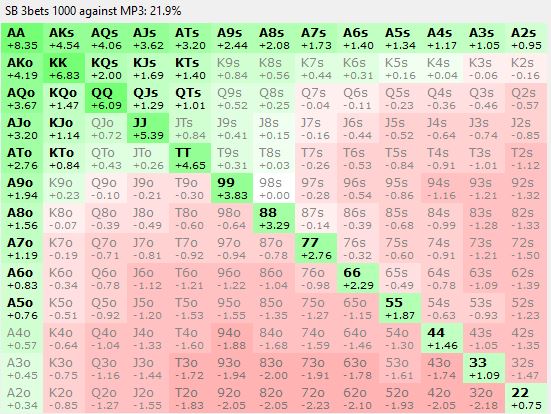 SB 3bets 1000 against MP3: 21.9%
AA AKs AQs AJs ATs A9s A8s A7s A6s A5s A4s A3s A2s
+8.35 +4.54 +4.06 +3.62 +3.20 +2.44 +2.08 +1.73 +1.40 +1.34 +1.17 +1.05 +0.95
AKo KK KQs KJs KTs K9s K8s K7s K6s K5s K4s K3s K2s
+4.19 +6.83 +2.00 +1.69 +1.40 +0.84 +0.56 +0.44 +0.31 +0.16 +0.04 -0.06 -0.16
AQo KQo QQ QJs QTs Q9s Q8s Q7s Q6s Q5s Q4s Q3s Q2s
+3.67 +1.47 +6.09 +1.29 +1.01 +0.52 +0.25 -0.04 -0.11 -0.23 -0.36 -0.46 -0.57
AJo KJo QJo JJ JTs J9s J8s J7s J6s J5s J4s J3s J2s
+3.20 +1.14 +0.72 +5.39 +0.84 +0.41 +0.15 -0.16 -0.44 -0.52 -0.64 -0.74 -0.85
ATo KTo QTo JTo TT T9s T8s T7s T6s T5s T4s T3s T2s
+2.76 +0.84 +0.43 +0.26 +4.65 +0.31 +0.03 -0.26 -0.53 -0.84 -0.91 -1.01 -1.12
A9o K9o Q9o J9o T9o 99 98s 97s 96s 95s 94s 93s 92s
+1.94 +0.23 -0.10 -0.21 -0.30 +3.83 +0.00 -0.28 -0.54 -0.86 -1.16 -1.21 -1.32
A8o K8o Q8o J8o T8o 98o 88 87s 86s 85s 84s 83s 82s
+1.56 -0.07 -0.39 -0.49 -0.60 -0.64 +3.29 -0.14 -0.39 -0.68 -0.99 -1.28 -1.33
A7o K7o Q7o J7o T7o 97o 87o 77 76s 75s 74s 73s 72s
+1.19 -0.19 -0.71 -0.81 -0.92 -0.94 -0.78 +2.76 -0.32 -0.60 -0.91 -1.21 -1.50
A6o K6o Q6o J6o T6o 96o 86o 76o 66 65s 64s 63s 62s
+0.83 -0.34 -0.78 -1.12 -1.21 -1.22 -1.04 -0.98 +2.29 -0.49 -0.78 -1.09 -1.39
A5o K5o Q5o J5o T5o 95o 85o 75o 65o 55 54s 53s 52s
+0.76 -0.51 -0.92 -1.20 -1.53 -1.55 -1.35 -1.27 -1.15 +1.87 -0.63 -0.93 -1.23
A4o K4o Q4o J4o T4o 94o 84o 74o 64o 54o 44 43s 42s
+0.57 -0.64 -1.04 -1.33 -1.60 -1.88 -1.68 -1.59 -1.46 -1.30 +1.46 -1.05 -1.35
A3o K3o Q3o J3o T3o 93o 83o 73o 63o 53o 43o 33 32s
+0.45 -0.75 -1.16 -1.44 -1.72 -1.94 -2.00 -1.91 -1.78 -1.61 -1.74 +1.09 -1.47
A2o K2o Q2o J2o T2o 92o 82o 72o 62o 52o 42o 32o 22
+0.34 -0.85 -1.27 -1.55 -1.83 -2.05 -2.05 -2.23 -2.10 -1.93 -2.05 -2.18 +0.75